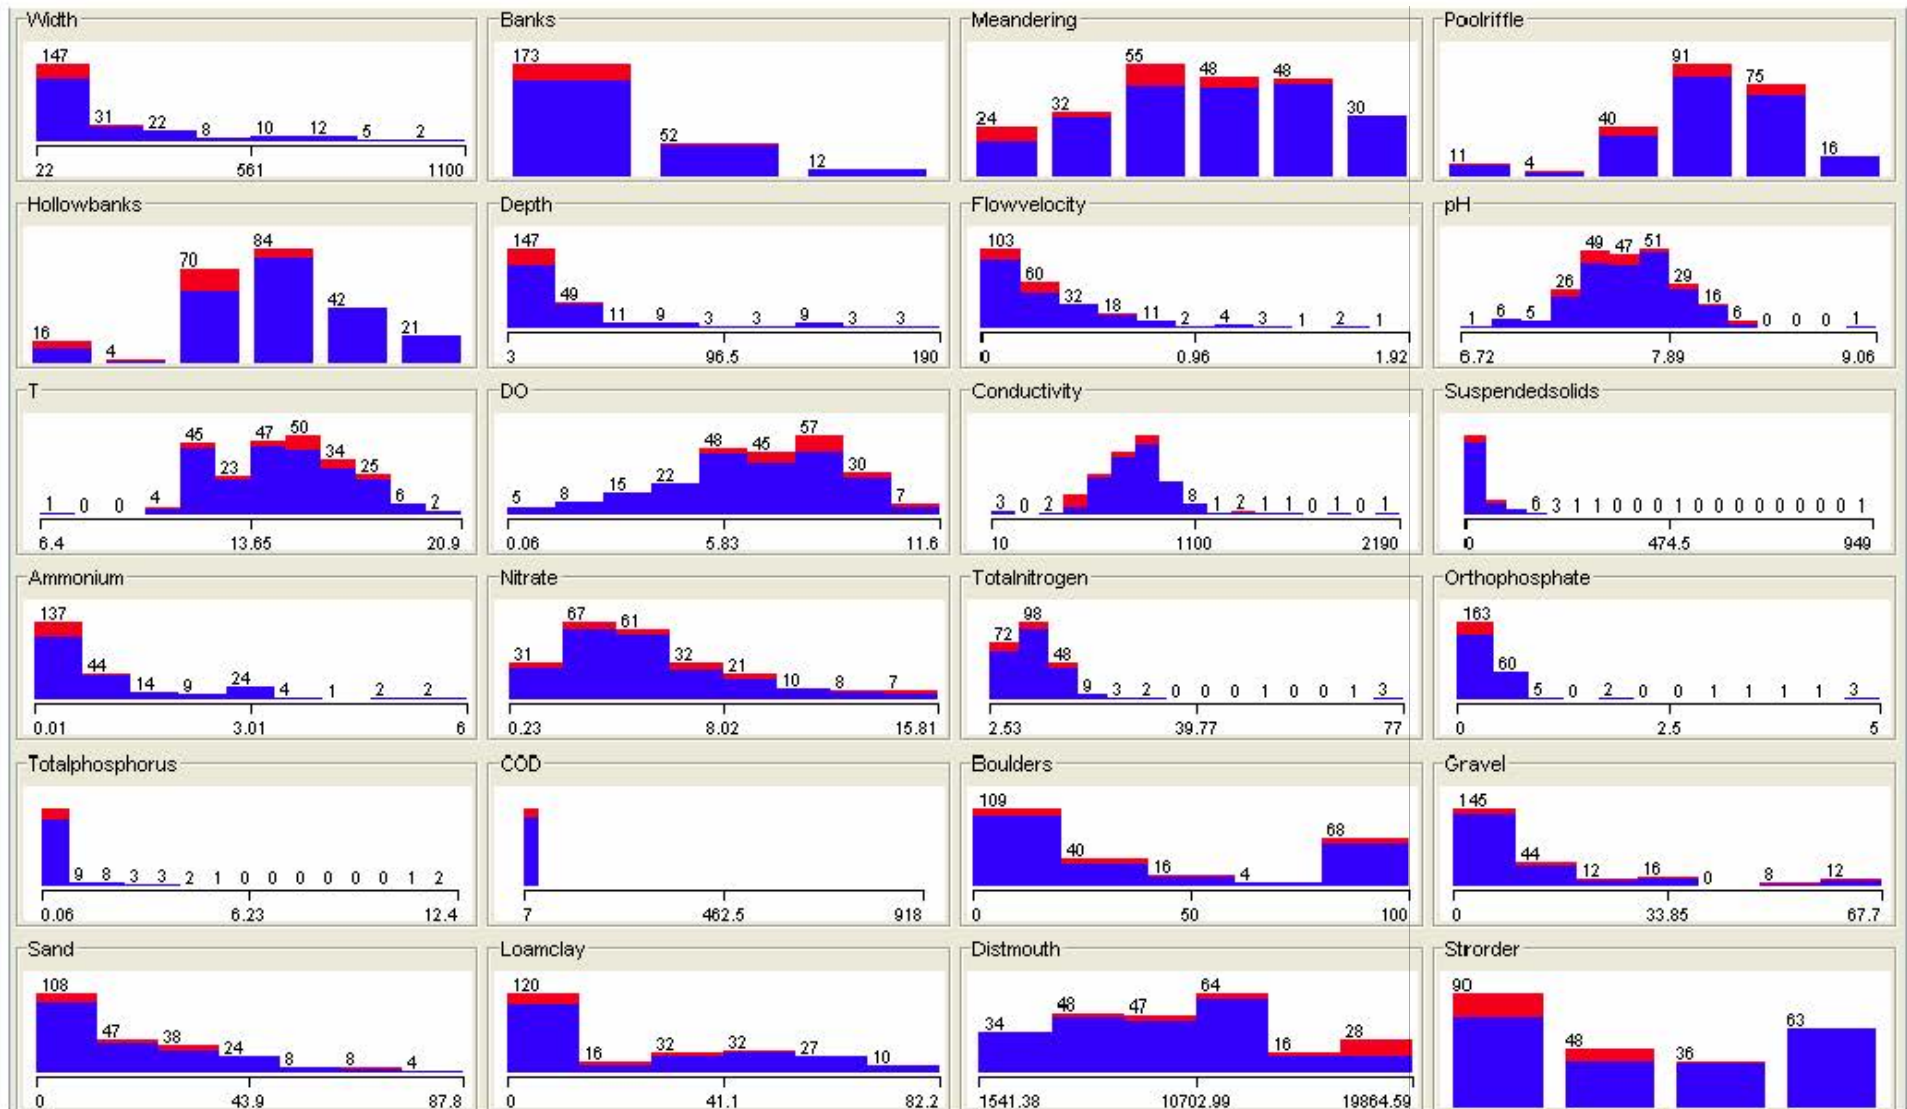 Width
147 31 22 8 10 12 5 2
22 561 1100
Banks
173 52 12
Meandering
24 32 55 48 48 30
Poolriffle
11 4 40 91 75 16
Hollowbanks
16 4 70 84 42 21
Depth
147 49 11 9 3 3 9 3 3
3 96.5 190
Flowvelocity
103 60 32 18 11 2 4 3 1 2 1
0 0.96 1.92
pH
1 6 5 26 49 47 51 29 16 6 0 0 0 1
6.72 7.89 9.06
T
1 0 0 4 45 23 47 50 34 25 6 2
6.4 13.65 20.9
DO
5 8 15 22 48 45 57 30 7
0.06 5.83 11.6
Conductivity
3 0 2 8 1 2 1 1 0 1 0 1
10 1100 2190
Suspendedsolids
6 3 1 1 0 0 0 1 0 0 0 0 0 0 0 0 1
0 474.5 949
Ammonium
137 44 14 9 24 4 1 2 2
0.01 3.01 6
Nitrate
31 67 61 32 21 10 8 7
0.23 8.02 15.81
Totalnitrogen
72 98 48 9 3 2 0 0 0 1 0 0 1 3
2.53 39.77 77
Orthophosphate
163 60 5 0 2 0 0 1 1 1 1 3
0 2.5 5
Totalphosphorus
9 8 3 3 2 1 0 0 0 0 0 0 1 2
0.06 6.23 12.4
COD
7 462.5 918
Boulders
109 40 16 4 68
0 50 100
Gravel
145 44 12 16 0 8 12
0 33.85 67.7
Sand
108 47 38 24 8 8 4
0 43.9 87.8
Loamclay
120 16 32 32 27 10
0 41.1 82.2
Distmouth
34 48 47 64 16 28
1541.38 10702.99 19864.59
Strorder
90 48 36 63